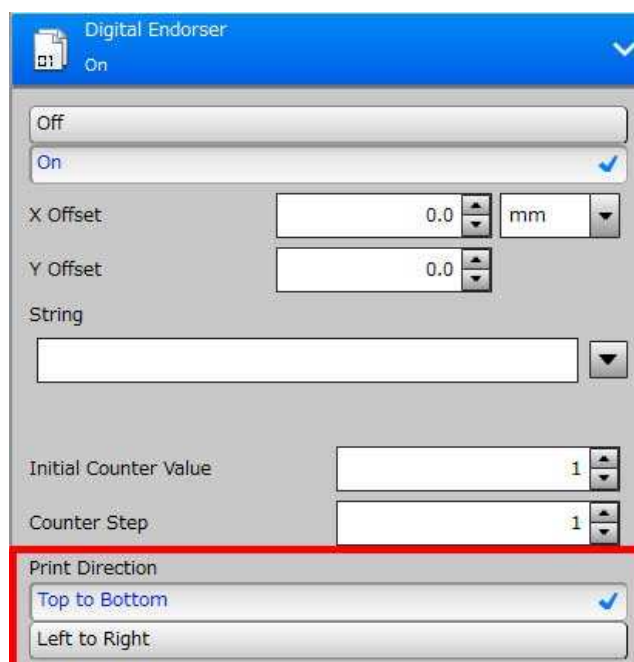 Digital Endorser
01
On
Off
On
X Offset 0.0 mm
Y Offset 0.0
String
Initial Counter Value 1
Counter Step 1
Print Direction
Top to Bottom
Left to Right